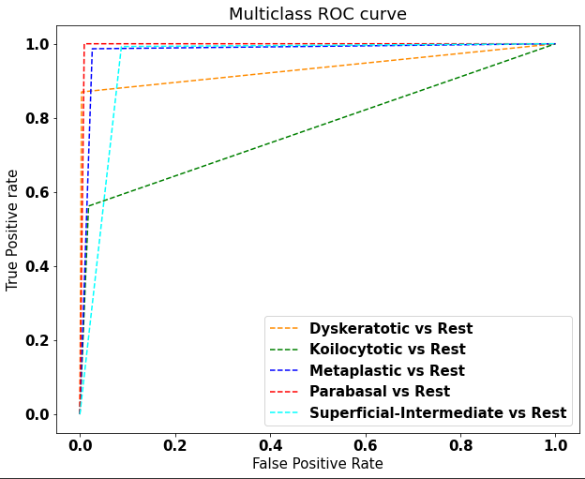 Multiclass ROC curve
True Positive rate
1.0
0.8
0.6
0.4
0.2
0.0
Dyskeratotic vs Rest
Koilocytotic vs Rest
Metaplastic vs Rest
Parabasal vs Rest
Superficial-Intermediate vs Rest
0.0 0.2 0.4 0.6 0.8 1.0
False Positive Rate